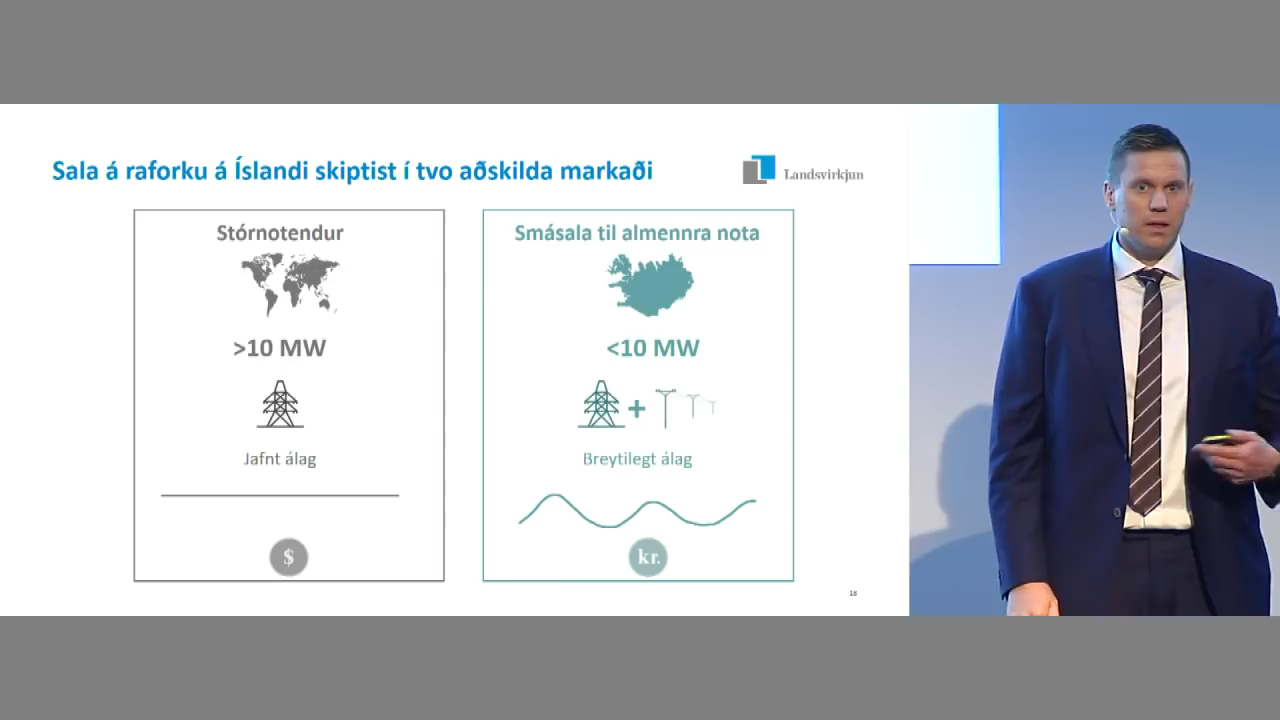 Sala á raforku á Íslandi skiptist í tvo aðskilda markaði
Landsvirkjun
Stórnotendur
>10 MW
Jafnt álag
$
Smásala til almennra nota
<10 MW
+
Breytilegt álag
kr.
18